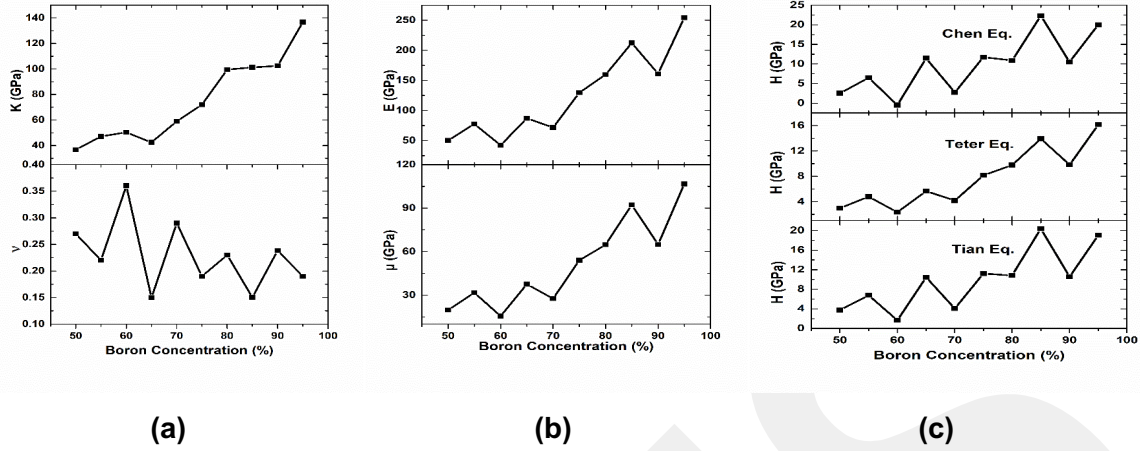 140
120
100
80
60
40
0.40
K (GPa)
0.35
0.30
0.25
0.20
0.15
0.10
ν
50 60 70 80 90 100
Boron Concentration (%)
(a)
250
200
150
100
50
E (GPa)
120
90
60
30
μ (GPa)
50 60 70 80 90 100
Boron Concentration (%)
(b)
25
20
15
10
5
0
H (GPa)
Chen Eq.
16
12
8
4
H (GPa)
Teter Eq.
20
16
12
8
4
0
H (GPa)
Tian Eq.
50 60 70 80 90 100
Boron Concentration (%)
(c)